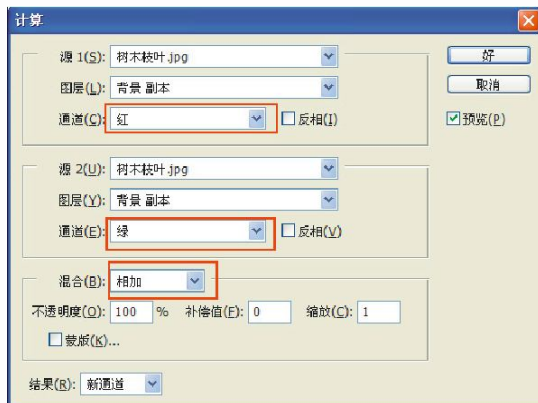 计算
源 1(S): 树木枝叶.jpg 好
图层(L): 背景 副本 取消
通道(C): 红 反相(I) 预览(P)
源 2(U): 树木枝叶.jpg
图层(Y): 背景 副本
通道(E): 绿 反相(V)
混合(B): 相加
不透明度(O): 100 % 补偿值(F): 0 缩放(C): 1
蒙版(K)...
结果(R): 新通道